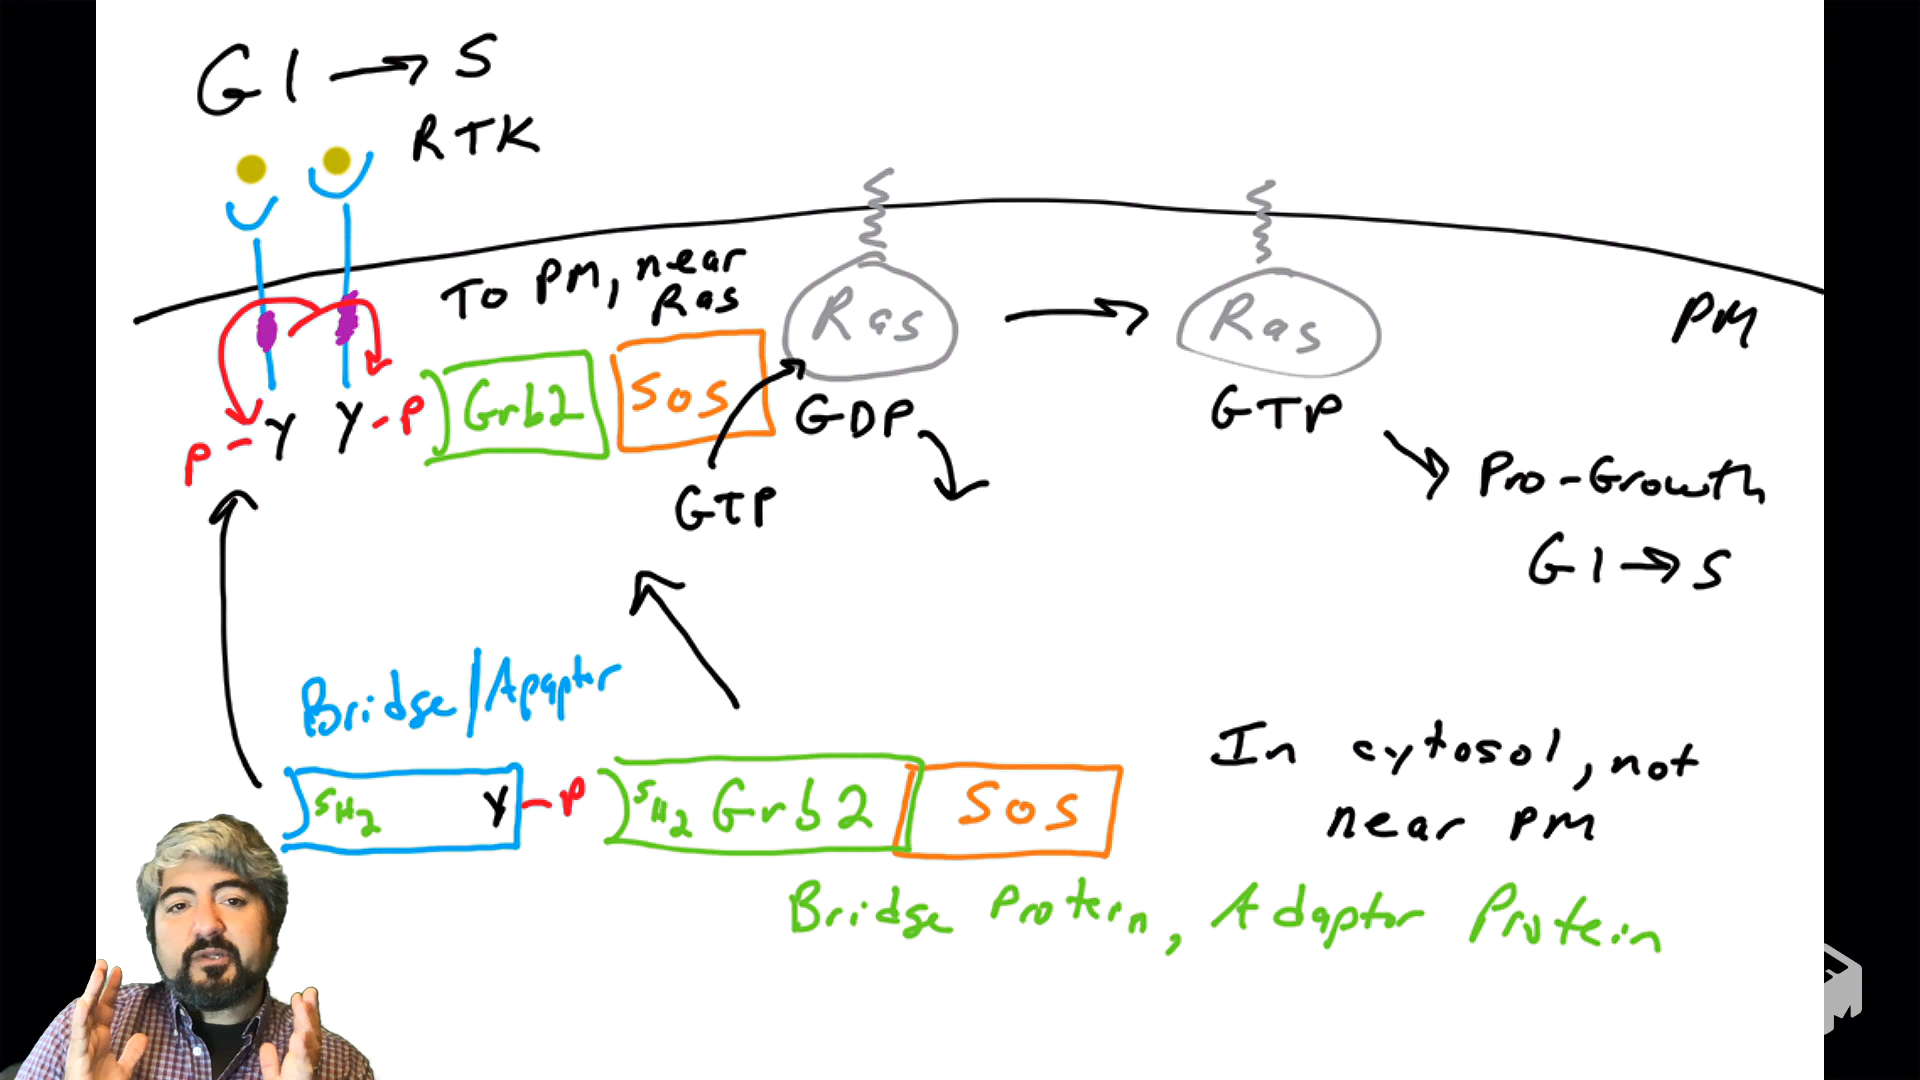 G1 → S
RTK
To PM, near
Ras
Ras
Ras
PM
Grb2
Sos
P-Y
Y-P
GDP
GTP
GTP
Pro-Growth
G1 → S
Bridge/Apaptor
SH2
Y-P
SH2 Grb2
Sos
In cytosol, not
near PM
Bridge Protein, Adaptor Protein